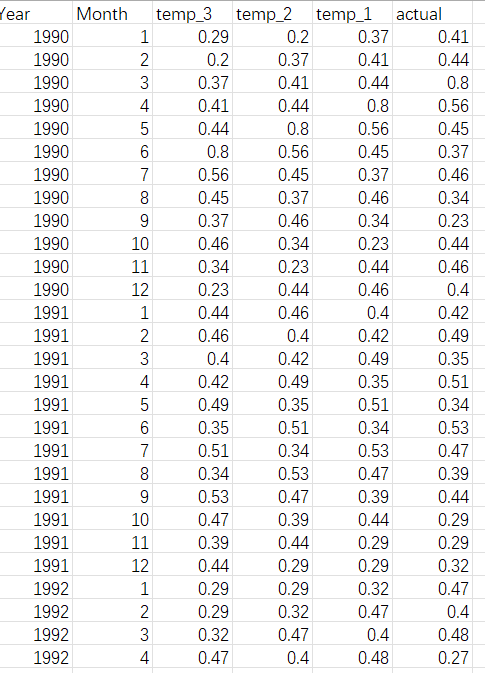 Year Month temp_3 temp_2 temp_1 actual
1990 1 0.29 0.2 0.37 0.41
1990 2 0.2 0.37 0.41 0.44
1990 3 0.37 0.41 0.44 0.8
1990 4 0.41 0.44 0.8 0.56
1990 5 0.44 0.8 0.56 0.45
1990 6 0.8 0.56 0.45 0.37
1990 7 0.56 0.45 0.37 0.46
1990 8 0.45 0.37 0.46 0.34
1990 9 0.37 0.46 0.34 0.23
1990 10 0.46 0.34 0.23 0.44
1990 11 0.34 0.23 0.44 0.46
1990 12 0.23 0.44 0.46 0.4
1991 1 0.44 0.46 0.4 0.42
1991 2 0.46 0.4 0.42 0.49
1991 3 0.4 0.42 0.49 0.35
1991 4 0.42 0.49 0.35 0.51
1991 5 0.49 0.35 0.51 0.34
1991 6 0.35 0.51 0.34 0.53
1991 7 0.51 0.34 0.53 0.47
1991 8 0.34 0.53 0.47 0.39
1991 9 0.53 0.47 0.39 0.44
1991 10 0.47 0.39 0.44 0.29
1991 11 0.39 0.44 0.29 0.29
1991 12 0.44 0.29 0.29 0.32
1992 1 0.29 0.29 0.32 0.47
1992 2 0.29 0.32 0.47 0.4
1992 3 0.32 0.47 0.4 0.48
1992 4 0.47 0.4 0.48 0.27